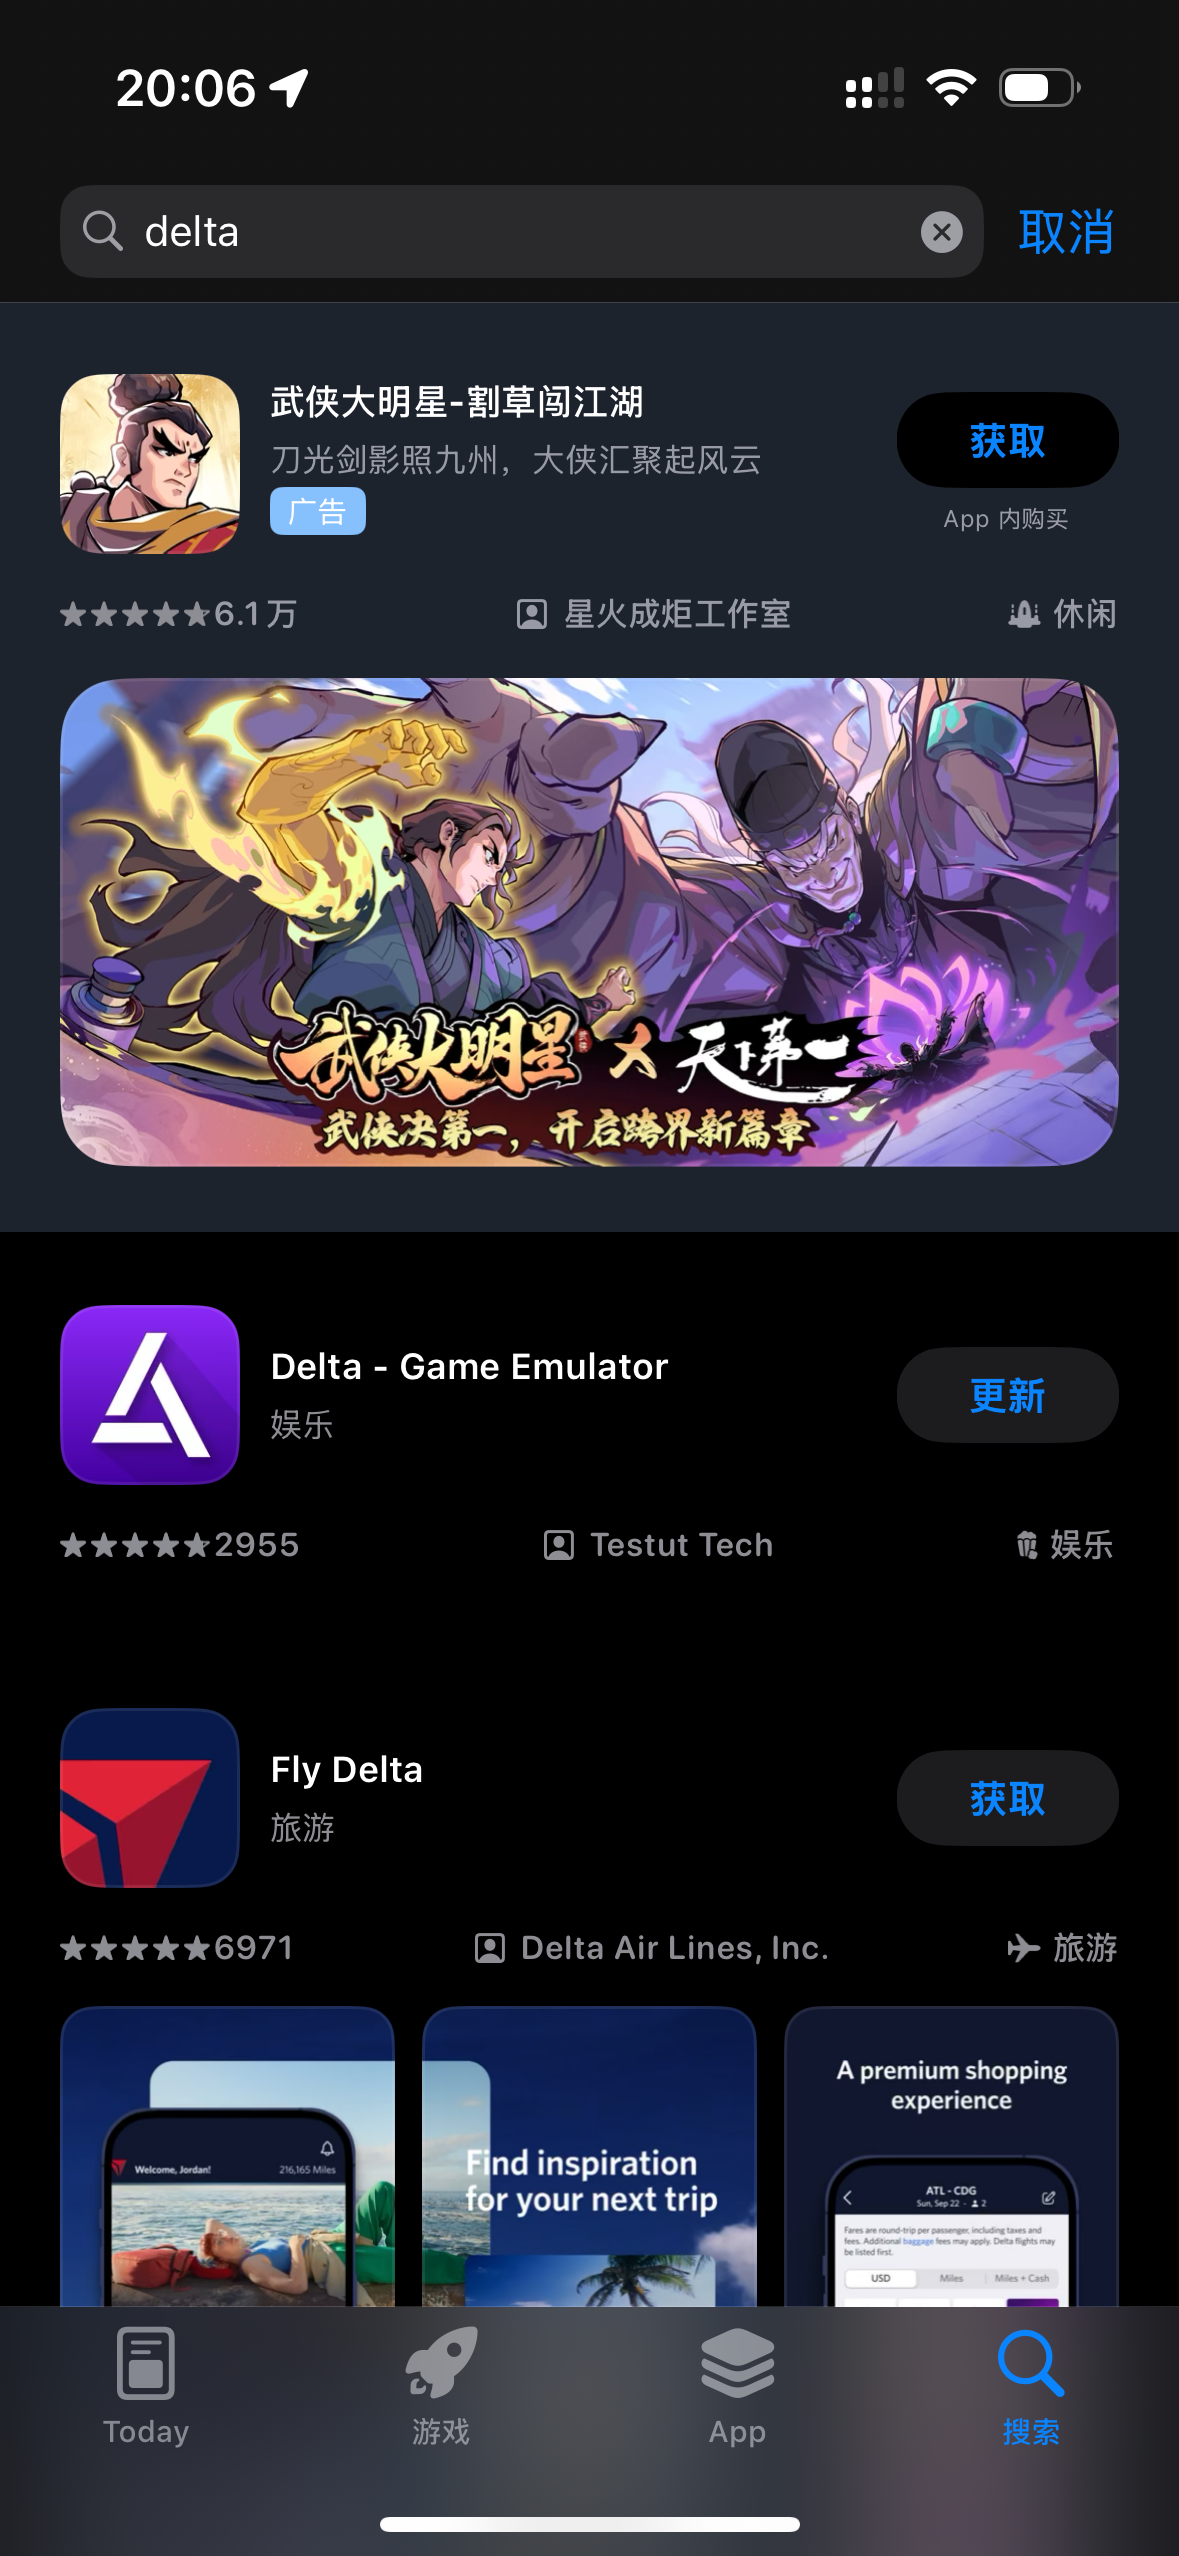 20:06
delta
取消
武侠大明星-割草闯江湖
刀光剑影照九州，大侠汇聚起风云
广告
获取
App 内购买
6.1万
星火成炬工作室
休闲
武侠大明星 X 天下第一
武侠决第一，开启跨界新篇章
Delta - Game Emulator
娱乐
更新
2955
Testut Tech
娱乐
Fly Delta
旅游
获取
6971
Delta Air Lines, Inc.
旅游
Welcome, Jordan!
216,165 Miles
Find inspiration
for your next trip
A premium shopping
experience
ATL - CDG
Sun, Sep 22 - 2
Fares are round-trip per passenger, including taxes and
fees. Additional baggage fees may apply. Delta flights may
be listed first.
USD
Miles
Miles + Cash
Today
游戏
App
搜索